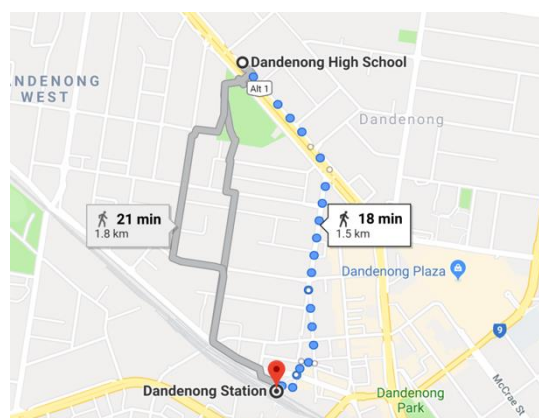 Dandenong High School
Alt 1
ANDENONG
WEST
Dandenong
21 min
1.8 km
18 min
1.5 km
Dandenong Plaza
9
McCrae St
Dandenong Station
Dandenong
Park